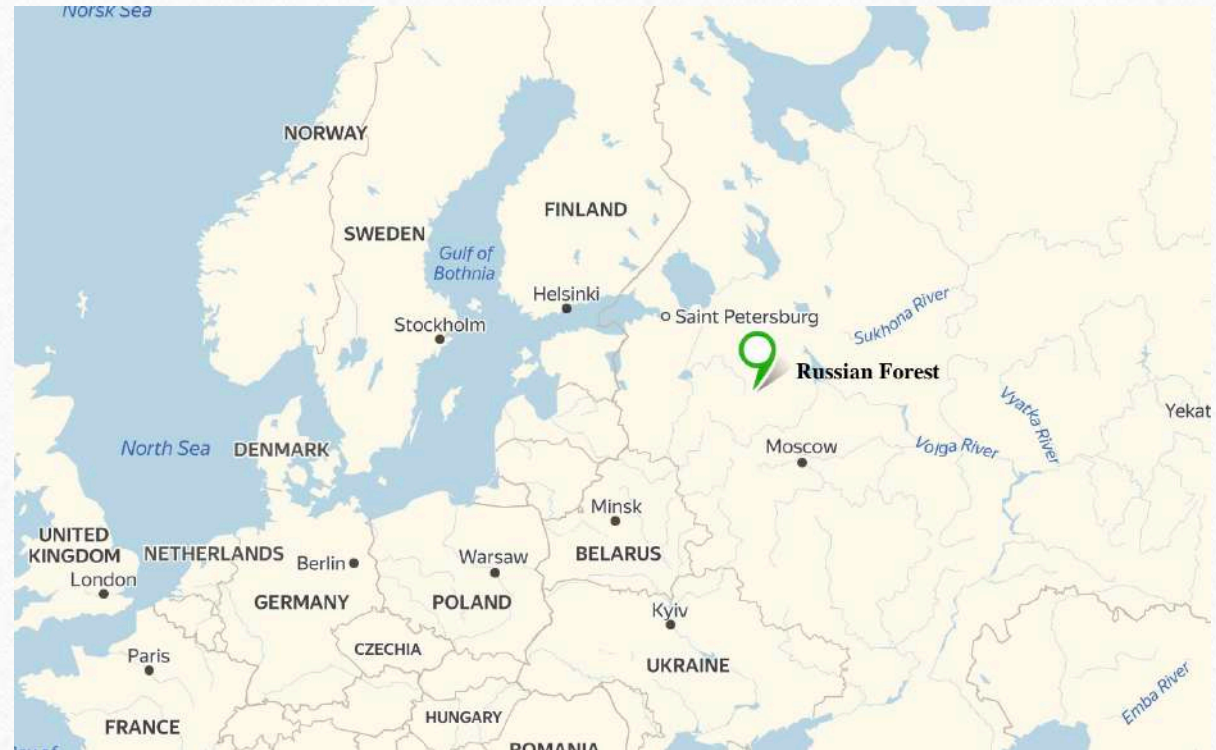 Norsk Sea
NORWAY
FINLAND
SWEDEN
Gulf of
Bothnia
Helsinki
Saint Petersburg
Sukhona River
Stockholm
Russian Forest
Vyatka River
Yekat
North Sea
DENMARK
Moscow
Volga River
Minsk
UNITED
KINGDOM
NETHERLANDS
Berlin
Warsaw
BELARUS
London
GERMANY
POLAND
Kyiv
CZECHIA
Paris
UKRAINE
Emba River
FRANCE
HUNGARY
ROMANIA